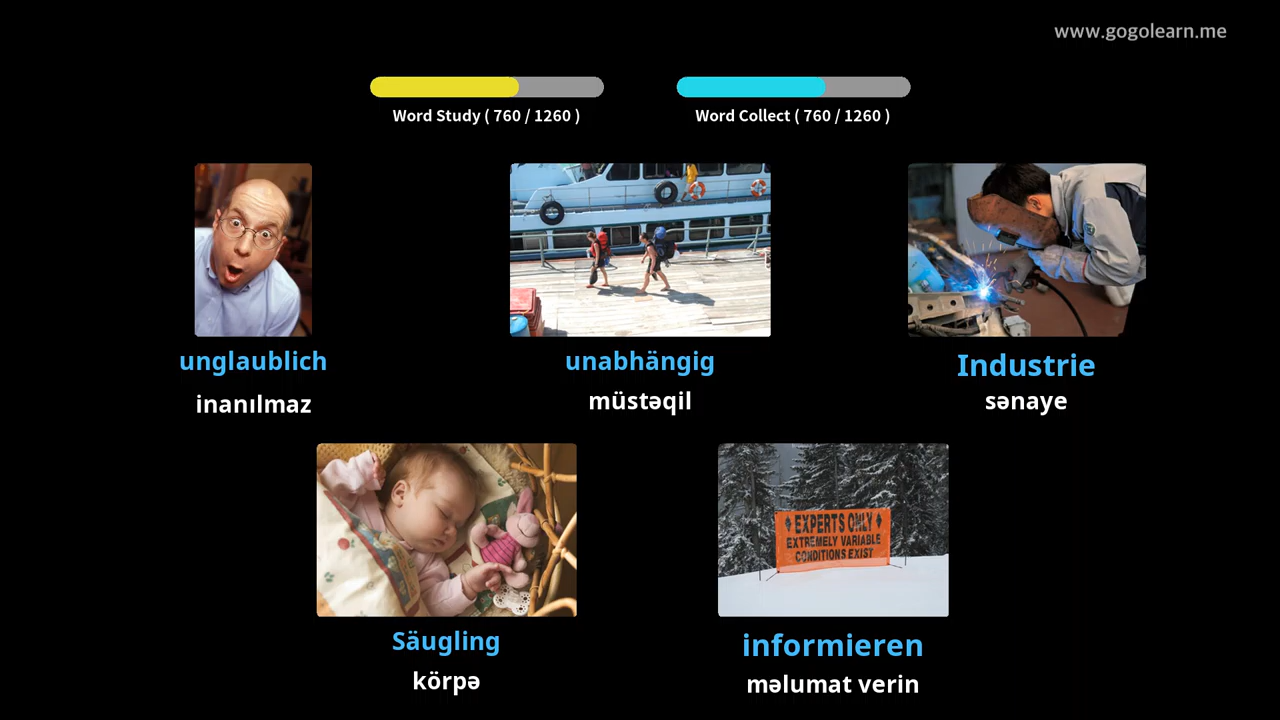 www.gogolearn.me
Word Study ( 760 / 1260 )
Word Collect ( 760 / 1260 )
unglaublich
inanılmaz
unabhängig
müstəqil
Industrie
sənaye
Säugling
körpə
EXPERTS ONLY
EXTREMELY VARIABLE
CONDITIONS EXIST
informieren
məlumat verin